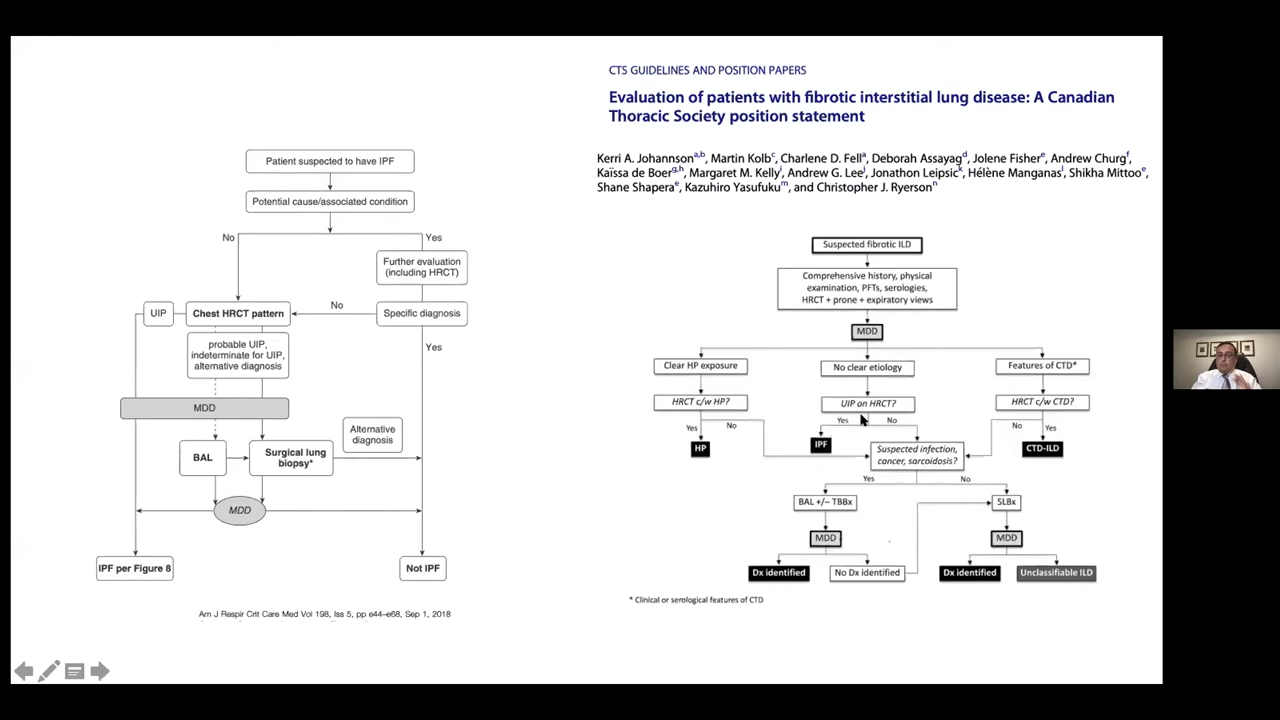 Patient suspected to have IPF
Potential cause/associated condition
No
Yes
Further evaluation
(including HRCT)
UIP
Chest HRCT pattern
No
Specific diagnosis
probable UIP,
indeterminate for UIP,
alternative diagnosis
Yes
MDD
Alternative
diagnosis
BAL
Surgical lung
biopsy*
MDD
IPF per Figure 8
Not IPF
Am J Respir Crit Care Med Vol 198, Iss 5, pp e44–e68, Sep 1, 2018
CTS GUIDELINES AND POSITION PAPERS
Evaluation of patients with fibrotic interstitial lung disease: A Canadian
Thoracic Society position statement
Kerri A. Johannson a,b, Martin Kolb c, Charlene D. Fell a, Deborah Assayag d, Jolene Fisher e, Andrew Churg f,
Kaïssa de Boer g,h, Margaret M. Kelly i, Andrew G. Lee j, Jonathon Leipsic k, Hélène Manganas l, Shikha Mittoo e,
Shane Shapera e, Kazuhiro Yasufuku m, and Christopher J. Ryerson n
Suspected fibrotic ILD
Comprehensive history, physical
examination, PFTs, serologies,
HRCT + prone + expiratory views
MDD
Clear HP exposure
No clear etiology
Features of CTD*
HRCT c/w HP?
UIP on HRCT?
HRCT c/w CTD?
Yes
No
Yes
No
No
Yes
HP
IPF
Suspected infection,
cancer, sarcoidosis?
CTD-ILD
Yes
No
BAL +/– TBBx
SLBx
MDD
MDD
Dx identified
No Dx identified
Dx identified
Unclassifiable ILD
* Clinical or serological features of CTD